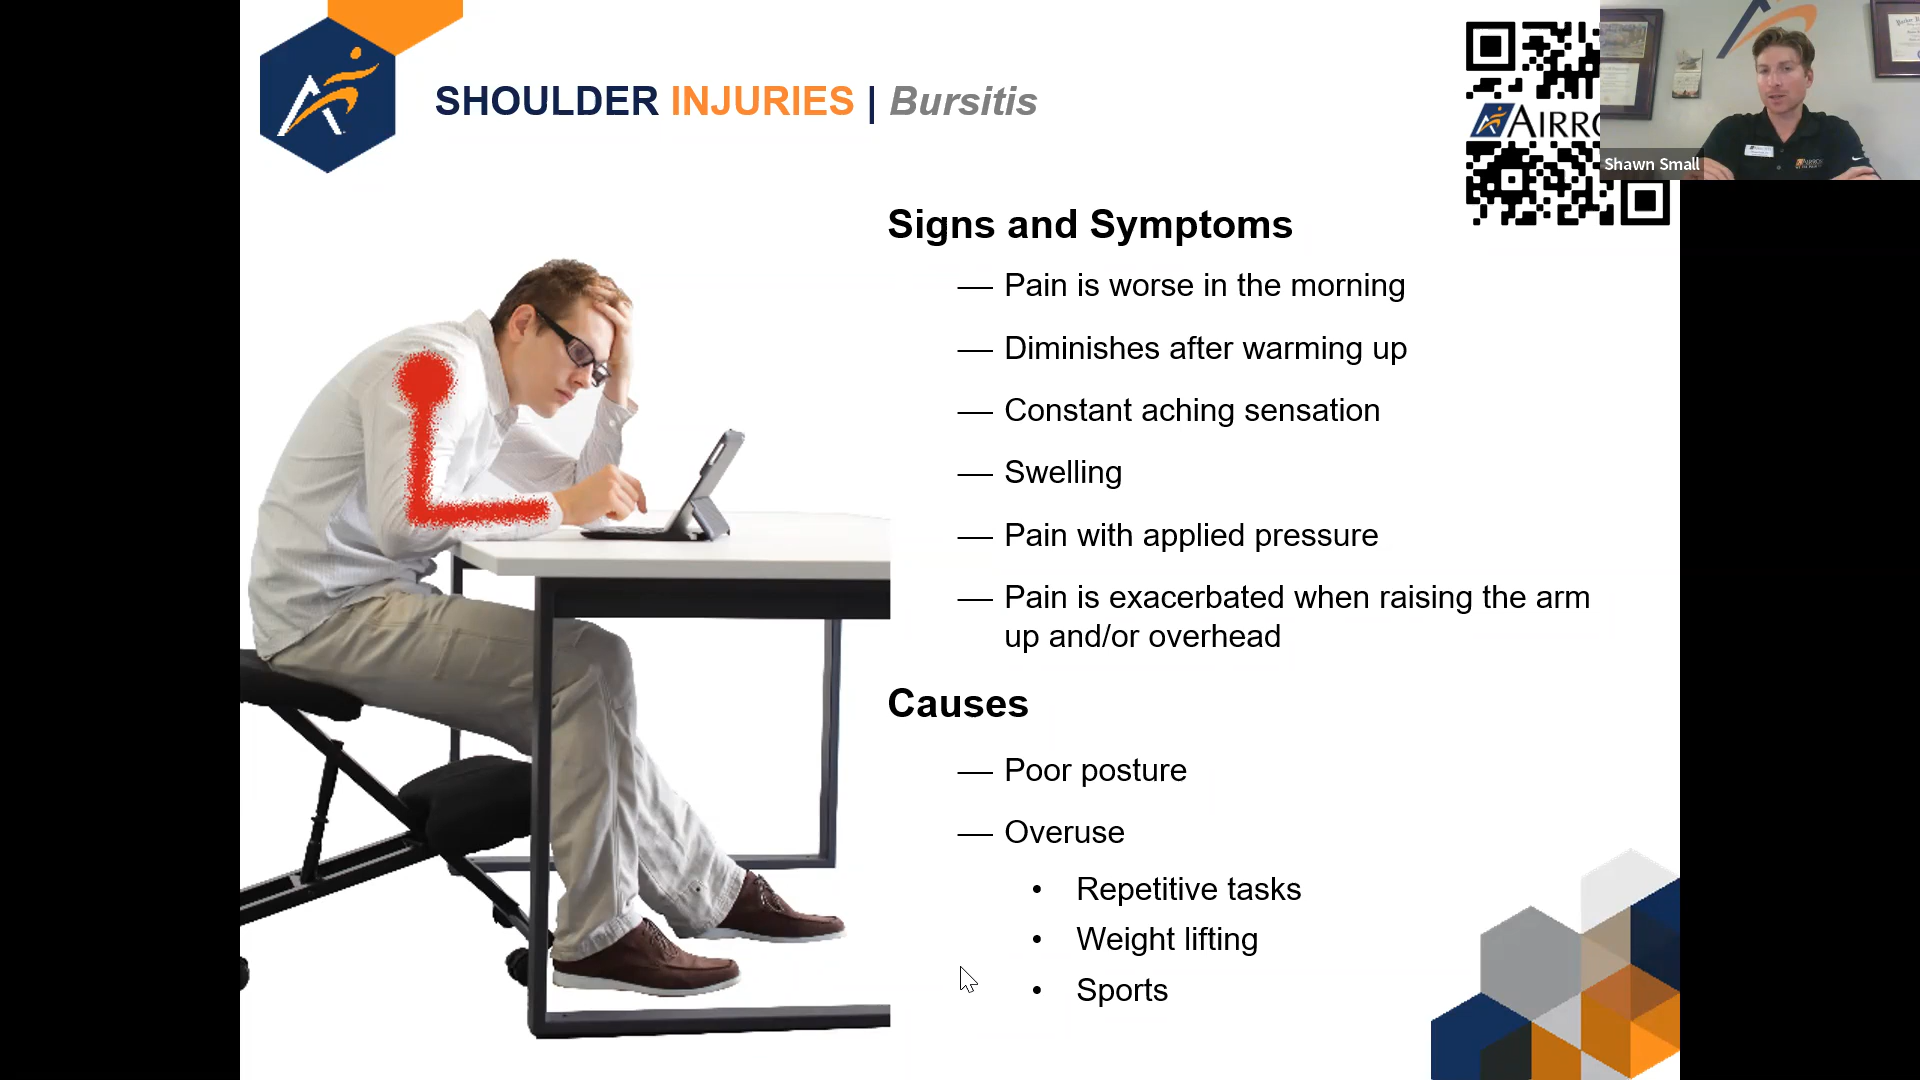 SHOULDER INJURIES | Bursitis
AIRRO
Shawn Small
Signs and Symptoms
— Pain is worse in the morning
— Diminishes after warming up
— Constant aching sensation
— Swelling
— Pain with applied pressure
— Pain is exacerbated when raising the arm
up and/or overhead
Causes
— Poor posture
— Overuse
• Repetitive tasks
• Weight lifting
• Sports